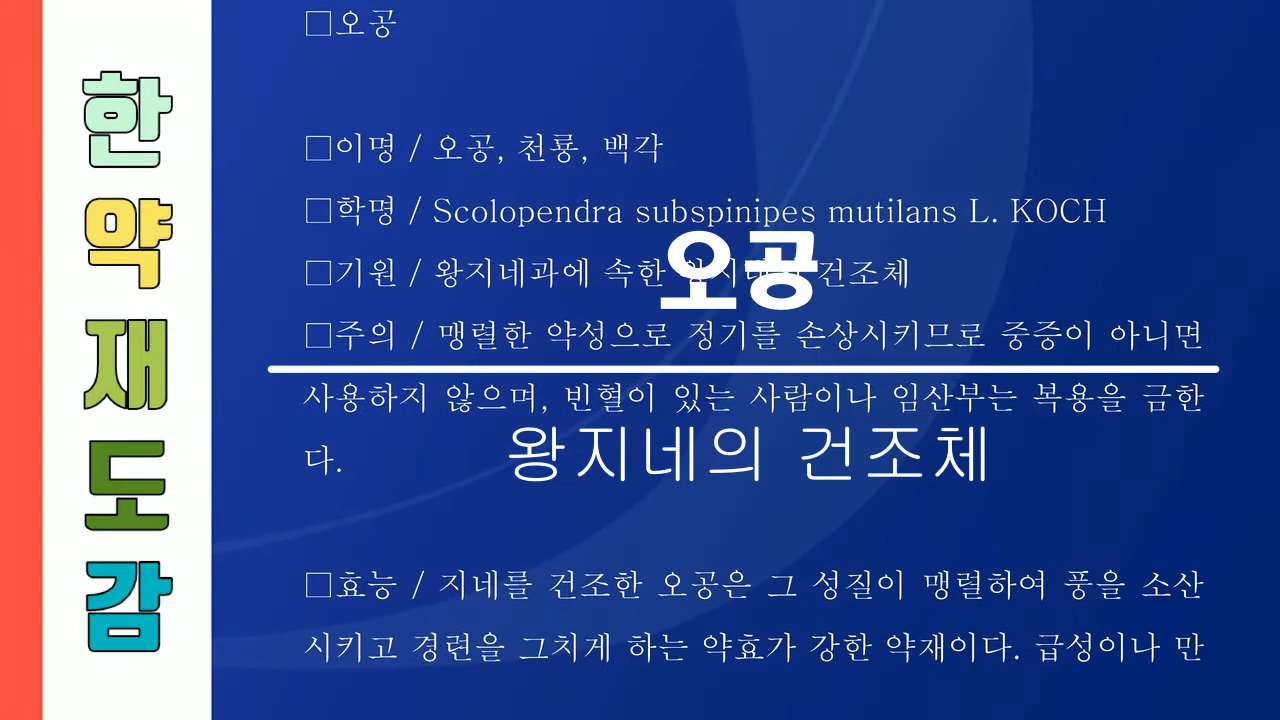 한
약
재
도
감
□오공
□이명 / 오공, 천룡, 백각
□학명 / Scolopendra subspinipes mutilans L. KOCH
오공
□기원 / 왕지네과에 속한 건조체
□주의 / 맹렬한 약성으로 정기를 손상시키므로 중증이 아니면
사용하지 않으며, 빈혈이 있는 사람이나 임산부는 복용을 금한
다.
왕지네의 건조체
□효능 / 지네를 건조한 오공은 그 성질이 맹렬하여 풍을 소산
시키고 경련을 그치게 하는 약효가 강한 약재이다. 급성이나 만